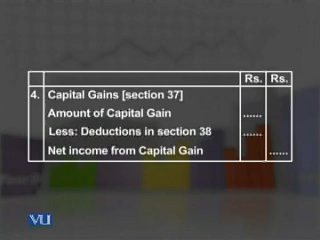 Rs. Rs.
4. Capital Gains [section 37]
Amount of Capital Gain ......
Less: Deductions in section 38 ......
Net income from Capital Gain ......
VU